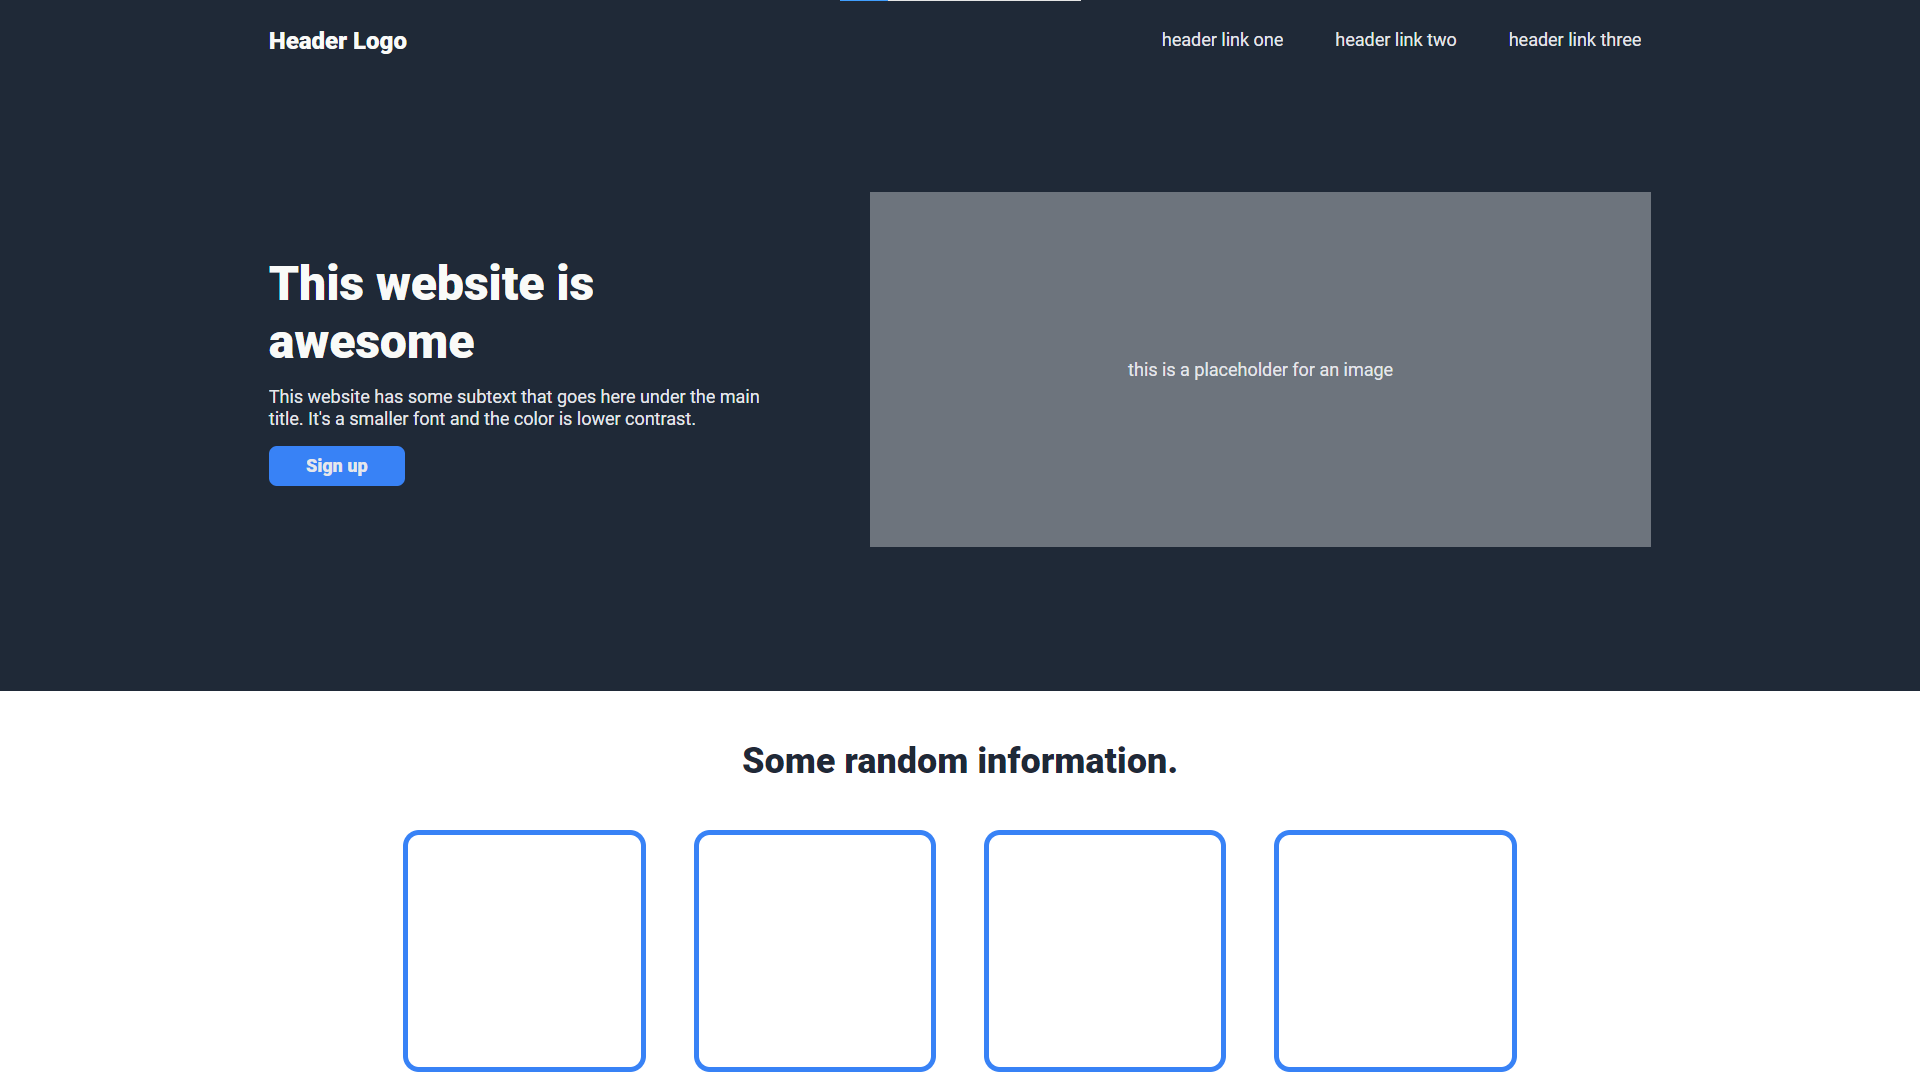 Header Logo
header link one
header link two
header link three
This website is
awesome
This website has some subtext that goes here under the main
title. It's a smaller font and the color is lower contrast.
Sign up
this is a placeholder for an image
Some random information.